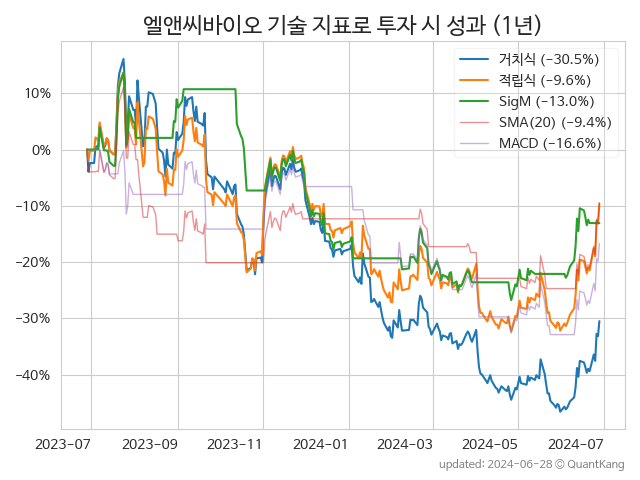 엘앤씨바이오 기술 지표로 투자 시 성과 (1년)
거치식 (−30.5%)
적립식 (−9.6%)
SigM (−13.0%)
SMA(20) (−9.4%)
MACD (−16.6%)
10%
0%
−10%
−20%
−30%
−40%
2023-07 2023-09 2023-11 2024-01 2024-03 2024-05 2024-07
updated: 2024-06-28 ⓒ QuantKang